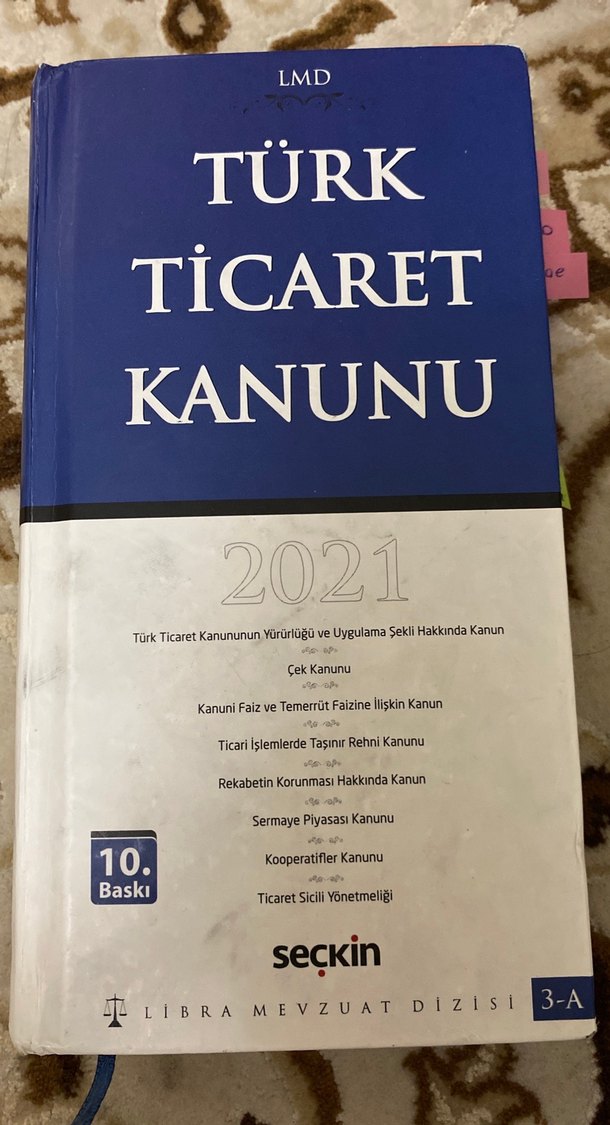 LMD
TÜRK
TİCARET
KANUNU
2021
Türk Ticaret Kanununun Yürürlüğü ve Uygulama Şekli Hakkında Kanun
Çek Kanunu
Kanuni Faiz ve Temerrüt Faizine İlişkin Kanun
Ticari İşlemlerde Taşınır Rehni Kanunu
Rekabetin Korunması Hakkında Kanun
Sermaye Piyasası Kanunu
Kooperatifler Kanunu
Ticaret Sicili Yönetmeliği
10.
Baskı
seçkin
LİBRA MEVZUAT DİZİSİ
3-A